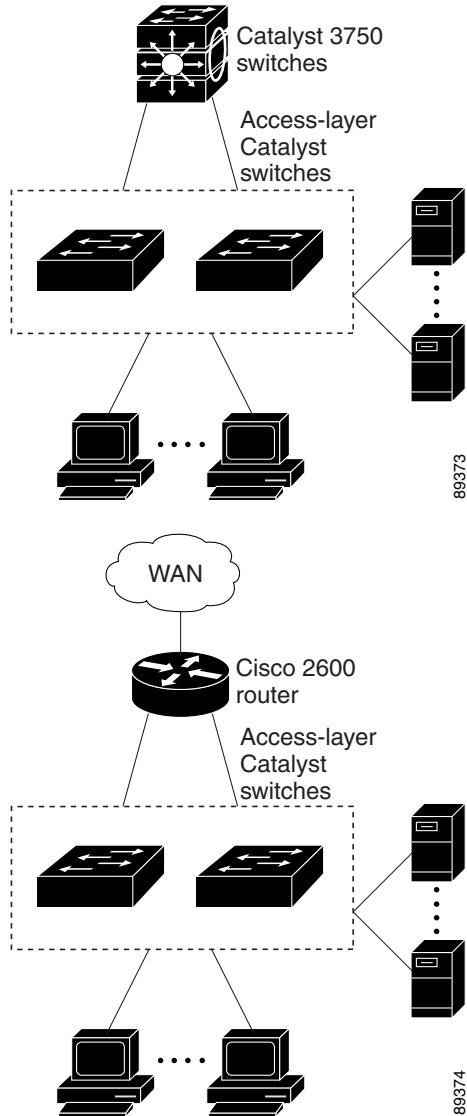 Catalyst 3750
switches
Access-layer
Catalyst
switches
89373
WAN
Cisco 2600
router
Access-layer
Catalyst
switches
89374